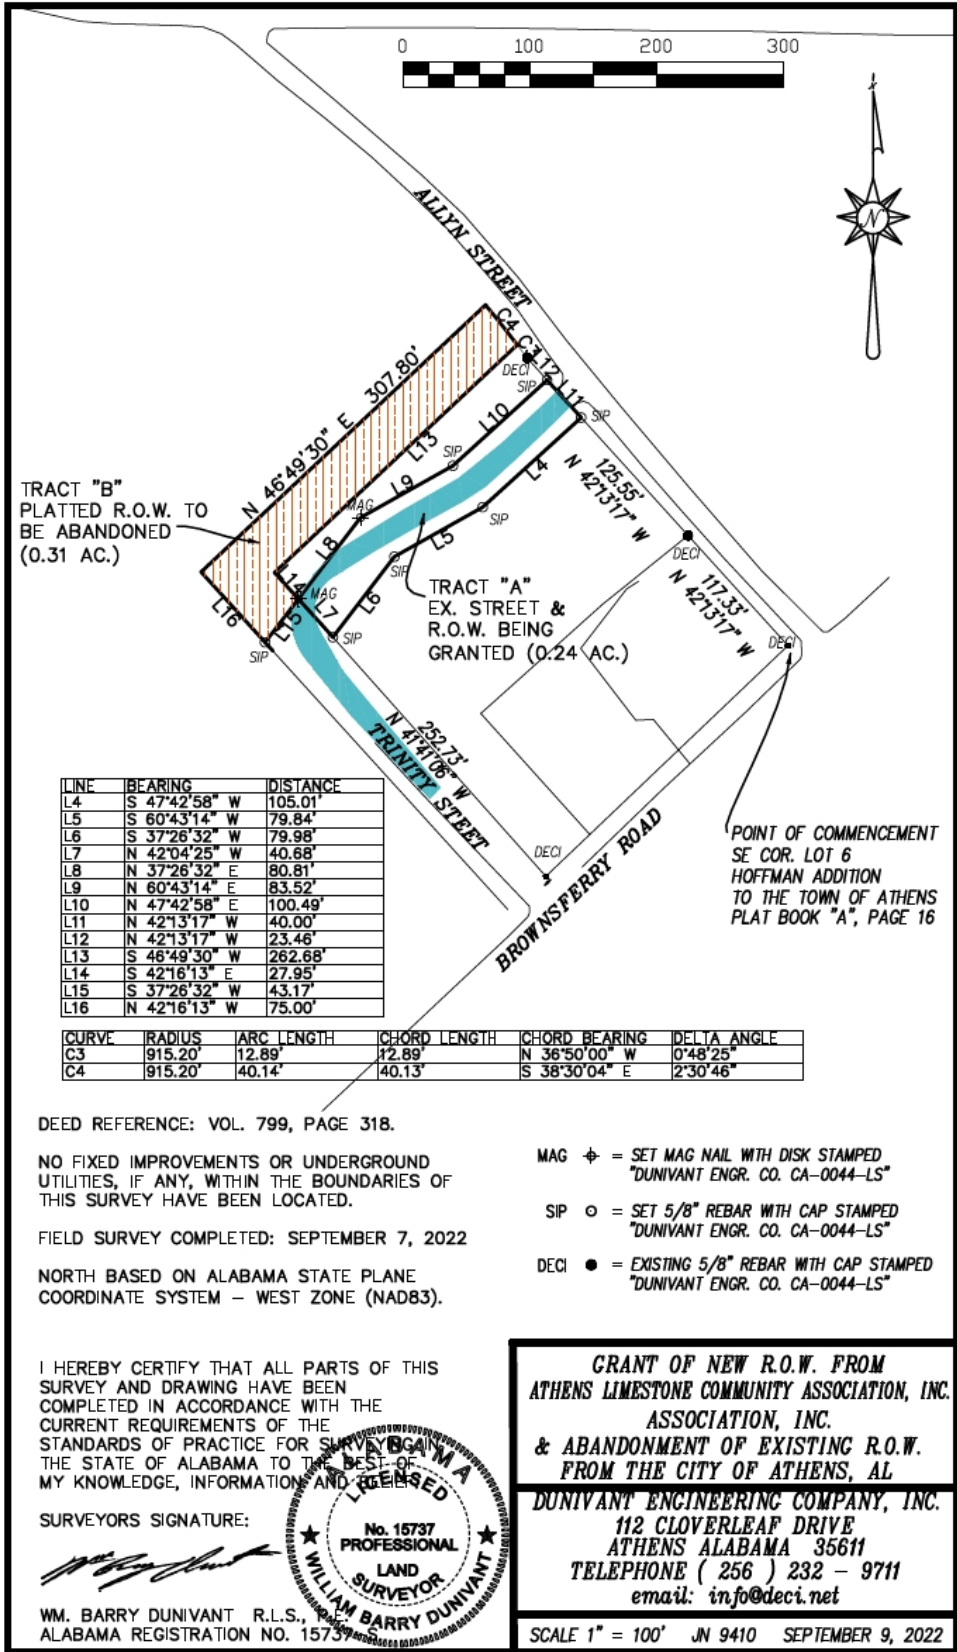 0 100 200 300
N
ALLYN STREET
C4
C3
L12
DECI
SIP
L11
SIP
N 46°49'30" E 307.80'
L13
L10
SIP
L4
L9
MAG
SIP
125.55'
N 42°13'17" W
TRACT "B"
PLATTED R.O.W. TO
BE ABANDONED
(0.31 AC.)
L8
L5
SIP
DECI
L14
MAG
L7
L6
TRACT "A"
EX. STREET &
R.O.W. BEING
GRANTED (0.24 AC.)
117.33'
N 42°13'17" W
L16
L15
SIP
SIP
DECI
252.73'
N 41°41'06" W
TRINITY STEET
DECI
BROWNSFERRY ROAD
POINT OF COMMENCEMENT
SE COR. LOT 6
HOFFMAN ADDITION
TO THE TOWN OF ATHENS
PLAT BOOK "A", PAGE 16
LINE BEARING DISTANCE
L4 S 47°42'58" W 105.01'
L5 S 60°43'14" W 79.84'
L6 S 37°26'32" W 79.98'
L7 N 42°04'25" W 40.68'
L8 N 37°26'32" E 80.81'
L9 N 60°43'14" E 83.52'
L10 N 47°42'58" E 100.49'
L11 N 42°13'17" W 40.00'
L12 N 42°13'17" W 23.46'
L13 S 46°49'30" W 262.68'
L14 S 42°16'13" E 27.95'
L15 S 37°26'32" W 43.17'
L16 N 42°16'13" W 75.00'
CURVE RADIUS ARC LENGTH CHORD LENGTH CHORD BEARING DELTA ANGLE
C3 915.20' 12.89' 12.89' N 36°50'00" W 0°48'25"
C4 915.20' 40.14' 40.13' S 38°30'04" E 2°30'46"
DEED REFERENCE: VOL. 799, PAGE 318.
NO FIXED IMPROVEMENTS OR UNDERGROUND
UTILITIES, IF ANY, WITHIN THE BOUNDARIES OF
THIS SURVEY HAVE BEEN LOCATED.
FIELD SURVEY COMPLETED: SEPTEMBER 7, 2022
NORTH BASED ON ALABAMA STATE PLANE
COORDINATE SYSTEM – WEST ZONE (NAD83).
MAG = SET MAG NAIL WITH DISK STAMPED
"DUNIVANT ENGR. CO. CA-0044-LS"
SIP = SET 5/8" REBAR WITH CAP STAMPED
"DUNIVANT ENGR. CO. CA-0044-LS"
DECI = EXISTING 5/8" REBAR WITH CAP STAMPED
"DUNIVANT ENGR. CO. CA-0044-LS"
I HEREBY CERTIFY THAT ALL PARTS OF THIS
SURVEY AND DRAWING HAVE BEEN
COMPLETED IN ACCORDANCE WITH THE
CURRENT REQUIREMENTS OF THE
STANDARDS OF PRACTICE FOR SURVEYING IN
THE STATE OF ALABAMA TO THE BEST OF
MY KNOWLEDGE, INFORMATION AND BELIEF
SURVEYORS SIGNATURE:
WM. BARRY DUNIVANT R.L.S., P.E.
ALABAMA REGISTRATION NO. 15737
ALABAMA
LICENSED
No. 15737
PROFESSIONAL
LAND
SURVEYOR
WILLIAM BARRY DUNIVANT
GRANT OF NEW R.O.W. FROM
ATHENS LIMESTONE COMMUNITY ASSOCIATION, INC.
ASSOCIATION, INC.
& ABANDONMENT OF EXISTING R.O.W.
FROM THE CITY OF ATHENS, AL
DUNIVANT ENGINEERING COMPANY, INC.
112 CLOVERLEAF DRIVE
ATHENS ALABAMA 35611
TELEPHONE ( 256 ) 232 – 9711
email: info@deci.net
SCALE 1" = 100' JN 9410 SEPTEMBER 9, 2022